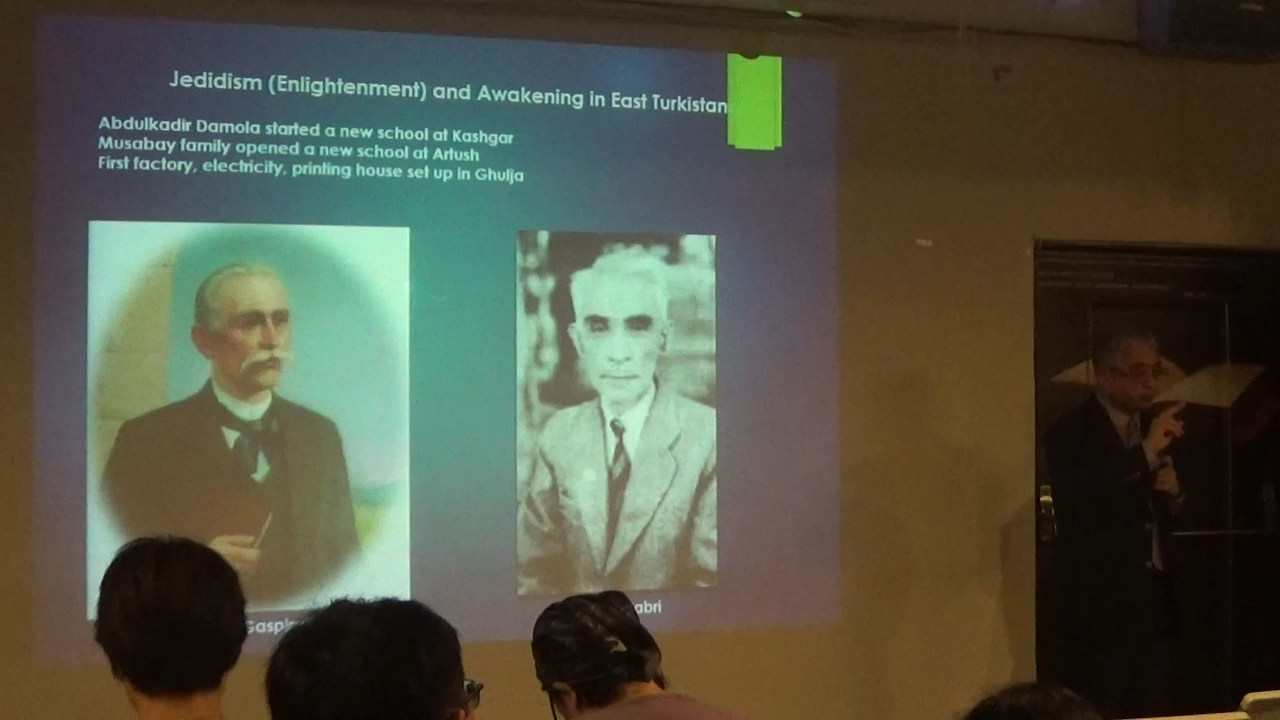 Jedidism (Enlightenment) and Awakening in East Turkistan
Abdulkadir Damola started a new school at Kashgar
Musabay family opened a new school at Artush
First factory, electricity, printing house set up in Ghulja